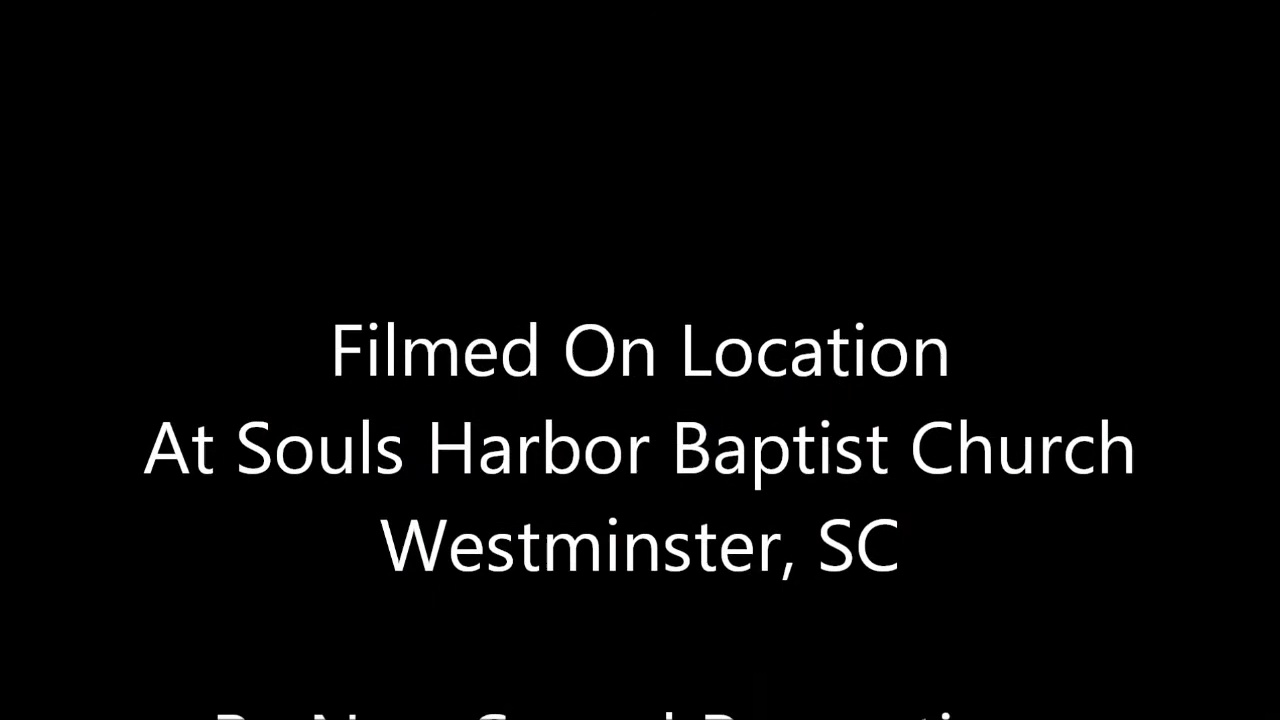 Filmed On Location
At Souls Harbor Baptist Church
Westminster, SC